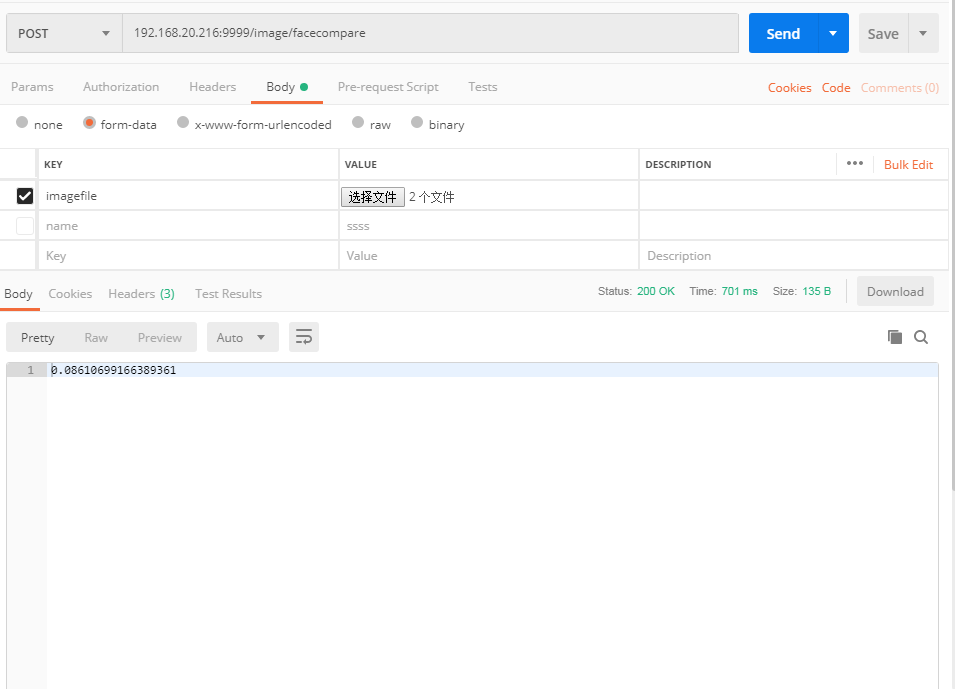 POST 192.168.20.216:9999/image/facecompare Send Save
Params Authorization Headers Body Pre-request Script Tests Cookies Code Comments (0)
none form-data x-www-form-urlencoded raw binary
KEY VALUE DESCRIPTION ••• Bulk Edit
imagefile 选择文件 2 个文件
name ssss
Key Value Description
Body Cookies Headers (3) Test Results Status: 200 OK Time: 701 ms Size: 135 B Download
Pretty Raw Preview Auto
1 0.08610699166389361